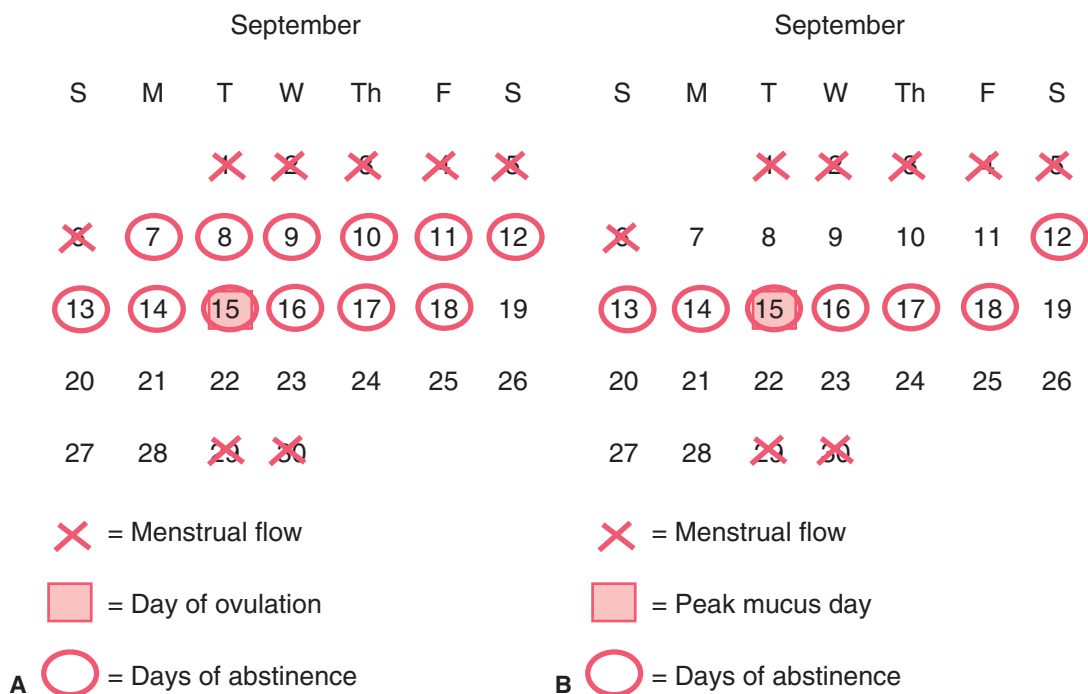 September
S M T W Th F S
1 2 3 4 5
6 7 8 9 10 11 12
13 14 15 16 17 18 19
20 21 22 23 24 25 26
27 28 29 30
= Menstrual flow
= Day of ovulation
A = Days of abstinence
September
S M T W Th F S
1 2 3 4 5
6 7 8 9 10 11 12
13 14 15 16 17 18 19
20 21 22 23 24 25 26
27 28 29 30
= Menstrual flow
= Peak mucus day
B = Days of abstinence